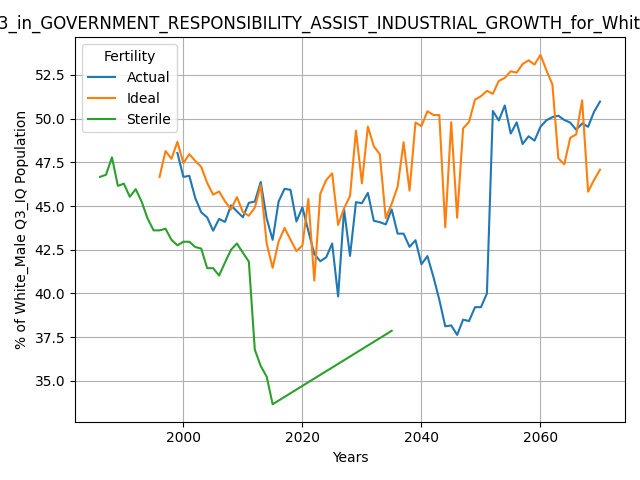 3_in_GOVERNMENT_RESPONSIBILITY_ASSIST_INDUSTRIAL_GROWTH_for_Whit
Fertility
Actual
Ideal
Sterile
% of White_Male Q3_IQ Population
52.5
50.0
47.5
45.0
42.5
40.0
37.5
35.0
2000
2020
2040
2060
Years